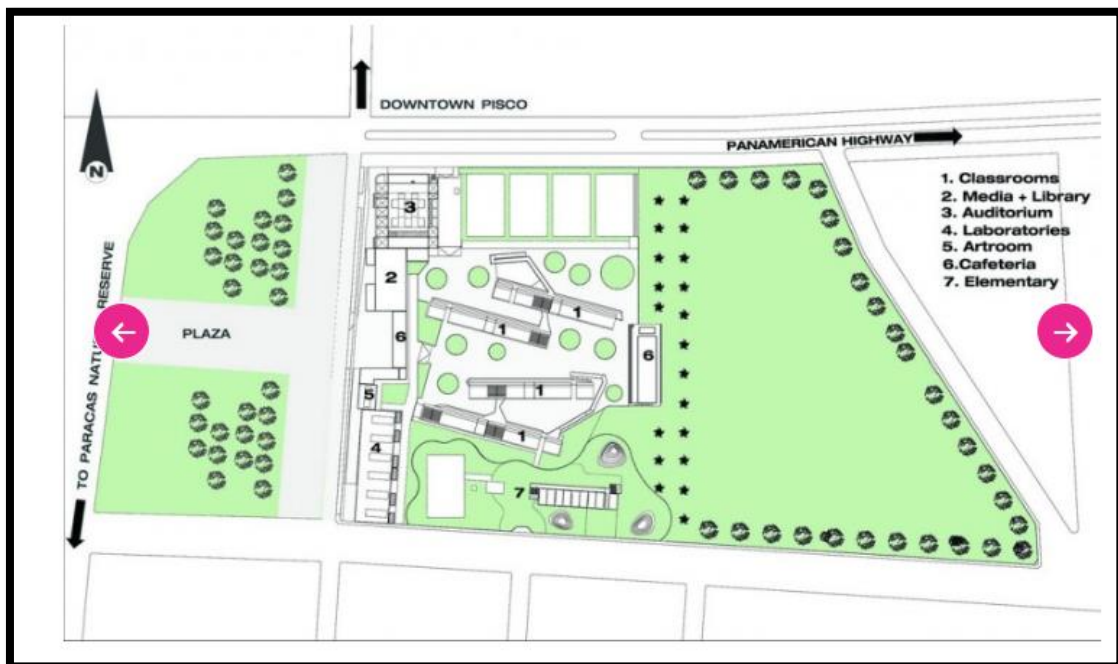 DOWNTOWN PISCO
PANAMERICAN HIGHWAY
N
1. Classrooms
2. Media + Library
3. Auditorium
4. Laboratories
5. Artroom
6.Cafeteria
7. Elementary
TO PARACAS NATU
RESERVE
PLAZA
3
2
1
1
6
6
1
5
1
4
7